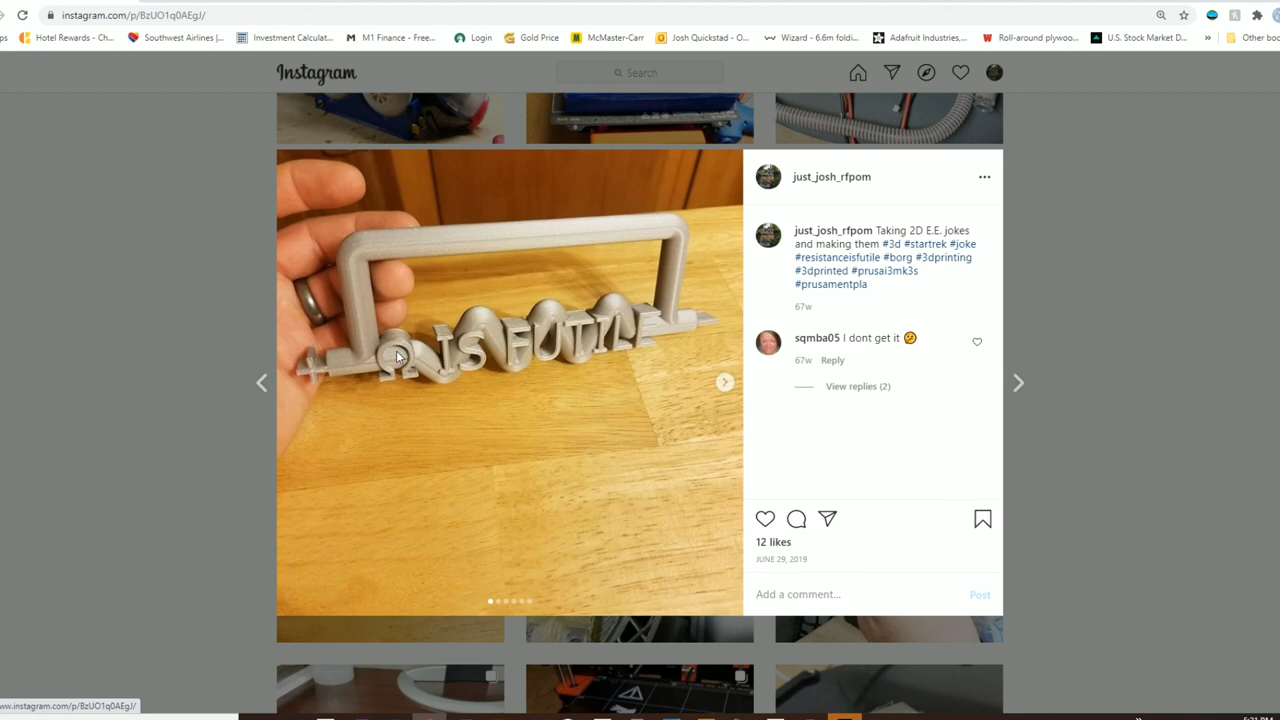 instagram.com/p/BzUO1q0AEgJ/
ps
Hotel Rewards - Ch...
Southwest Airlines |...
Investment Calculat...
M1 Finance - Free...
Login
Gold Price
McMaster-Carr
Josh Quickstad - O...
Wizard - 6.6m foldi...
Adafruit Industries,...
Roll-around plywoo...
U.S. Stock Market D...
»
Other boo
Instagram
Search
just_josh_rfpom
...
just_josh_rfpom Taking 2D E.E. jokes
and making them #3d #startrek #joke
#resistanceisfutile #borg #3dprinting
#3dprinted #prusai3mk3s
#prusamentpla
67w
sqmba05 I dont get it
67w Reply
View replies (2)
Ω IS FUTILE
12 likes
JUNE 29, 2019
Add a comment...
Post
ww.instagram.com/p/BzUO1q0AEgJ/